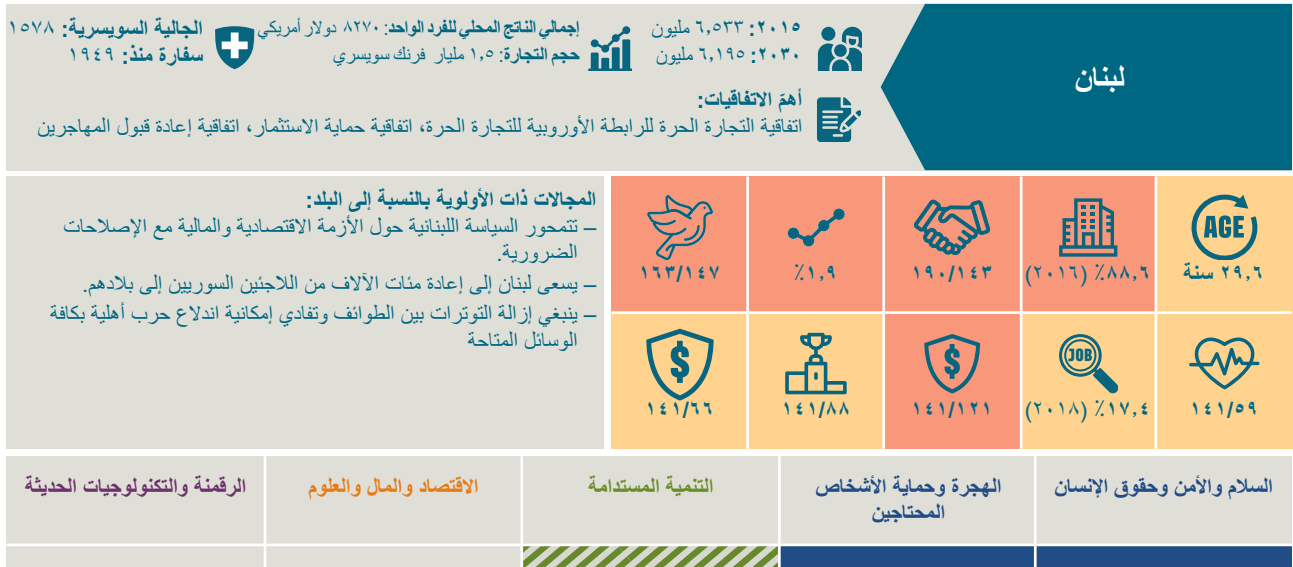 لبنان
٢٠١٥: ٦,٥٣٣ مليون
٢٠٣٠: ٦,١٩٥ مليون
إجمالي الناتج المحلي للفرد الواحد: ٨٢٧٠ دولار أمريكي
حجم التجارة: ١,٥ مليار فرنك سويسري
الجالية السويسرية: ١٥٧٨
سفارة منذ: ١٩٤٩
أهمّ الاتفاقيات:
اتفاقية التجارة الحرة للرابطة الأوروبية للتجارة الحرة، اتفاقية حماية الاستثمار، اتفاقية إعادة قبول المهاجرين
AGE
٢٩,٦ سنة
٨٨,٦٪ (٢٠١٦)
١٩٠/١٤٣
١,٩٪
١٦٣/١٤٧
١٤١/٥٩
JOB
١٧,٤٪ (٢٠١٨)
$
١٤١/١٢١
١٤١/٨٨
$
١٤١/٦٦
المجالات ذات الأولوية بالنسبة إلى البلد:
– تتمحور السياسة اللبنانية حول الأزمة الاقتصادية والمالية مع الإصلاحات
الضرورية.
– يسعى لبنان إلى إعادة مئات الآلاف من اللاجئين السوريين إلى بلادهم.
– ينبغي إزالة التوترات بين الطوائف وتفادي إمكانية اندلاع حرب أهلية بكافة
الوسائل المتاحة
السلام والأمن وحقوق الإنسان
الهجرة وحماية الأشخاص
المحتاجين
التنمية المستدامة
الاقتصاد والمال والعلوم
الرقمنة والتكنولوجيات الحديثة